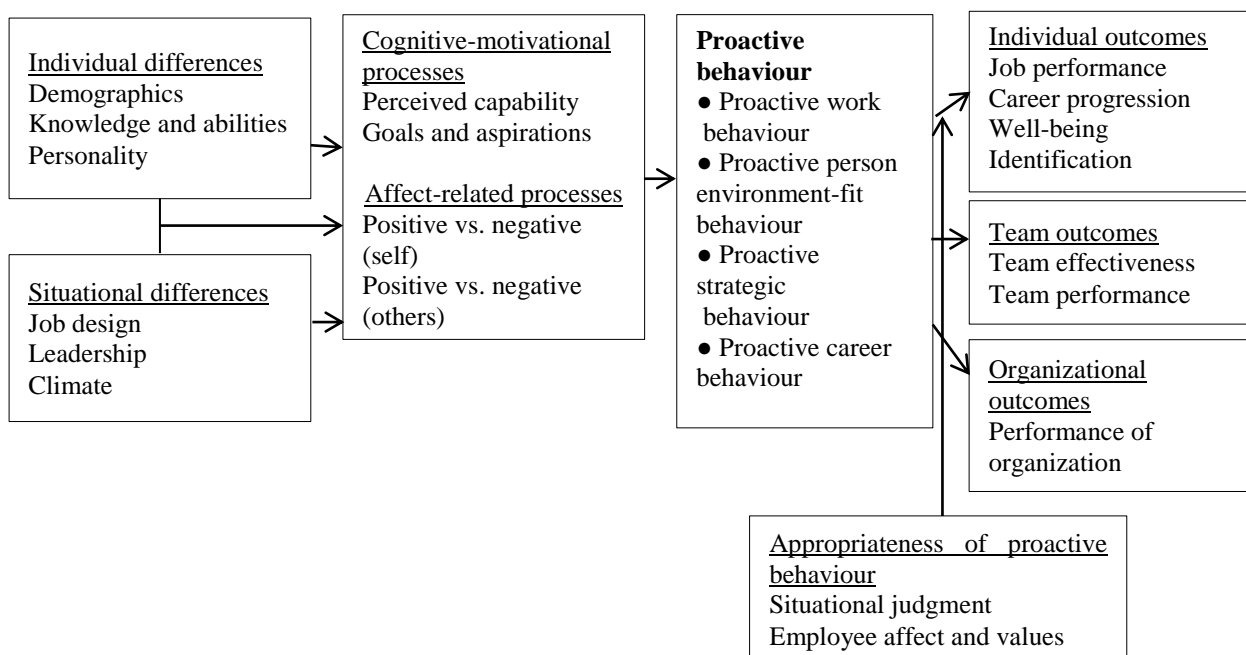 Individual differences
Demographics
Knowledge and abilities
Personality
Situational differences
Job design
Leadership
Climate
Cognitive-motivational
processes
Perceived capability
Goals and aspirations
Affect-related processes
Positive vs. negative
(self)
Positive vs. negative
(others)
Proactive
behaviour
● Proactive work
behaviour
● Proactive person
environment-fit
behaviour
● Proactive
strategic
behaviour
● Proactive career
behaviour
Individual outcomes
Job performance
Career progression
Well-being
Identification
Team outcomes
Team effectiveness
Team performance
Organizational
outcomes
Performance of
organization
Appropriateness of proactive
behaviour
Situational judgment
Employee affect and values